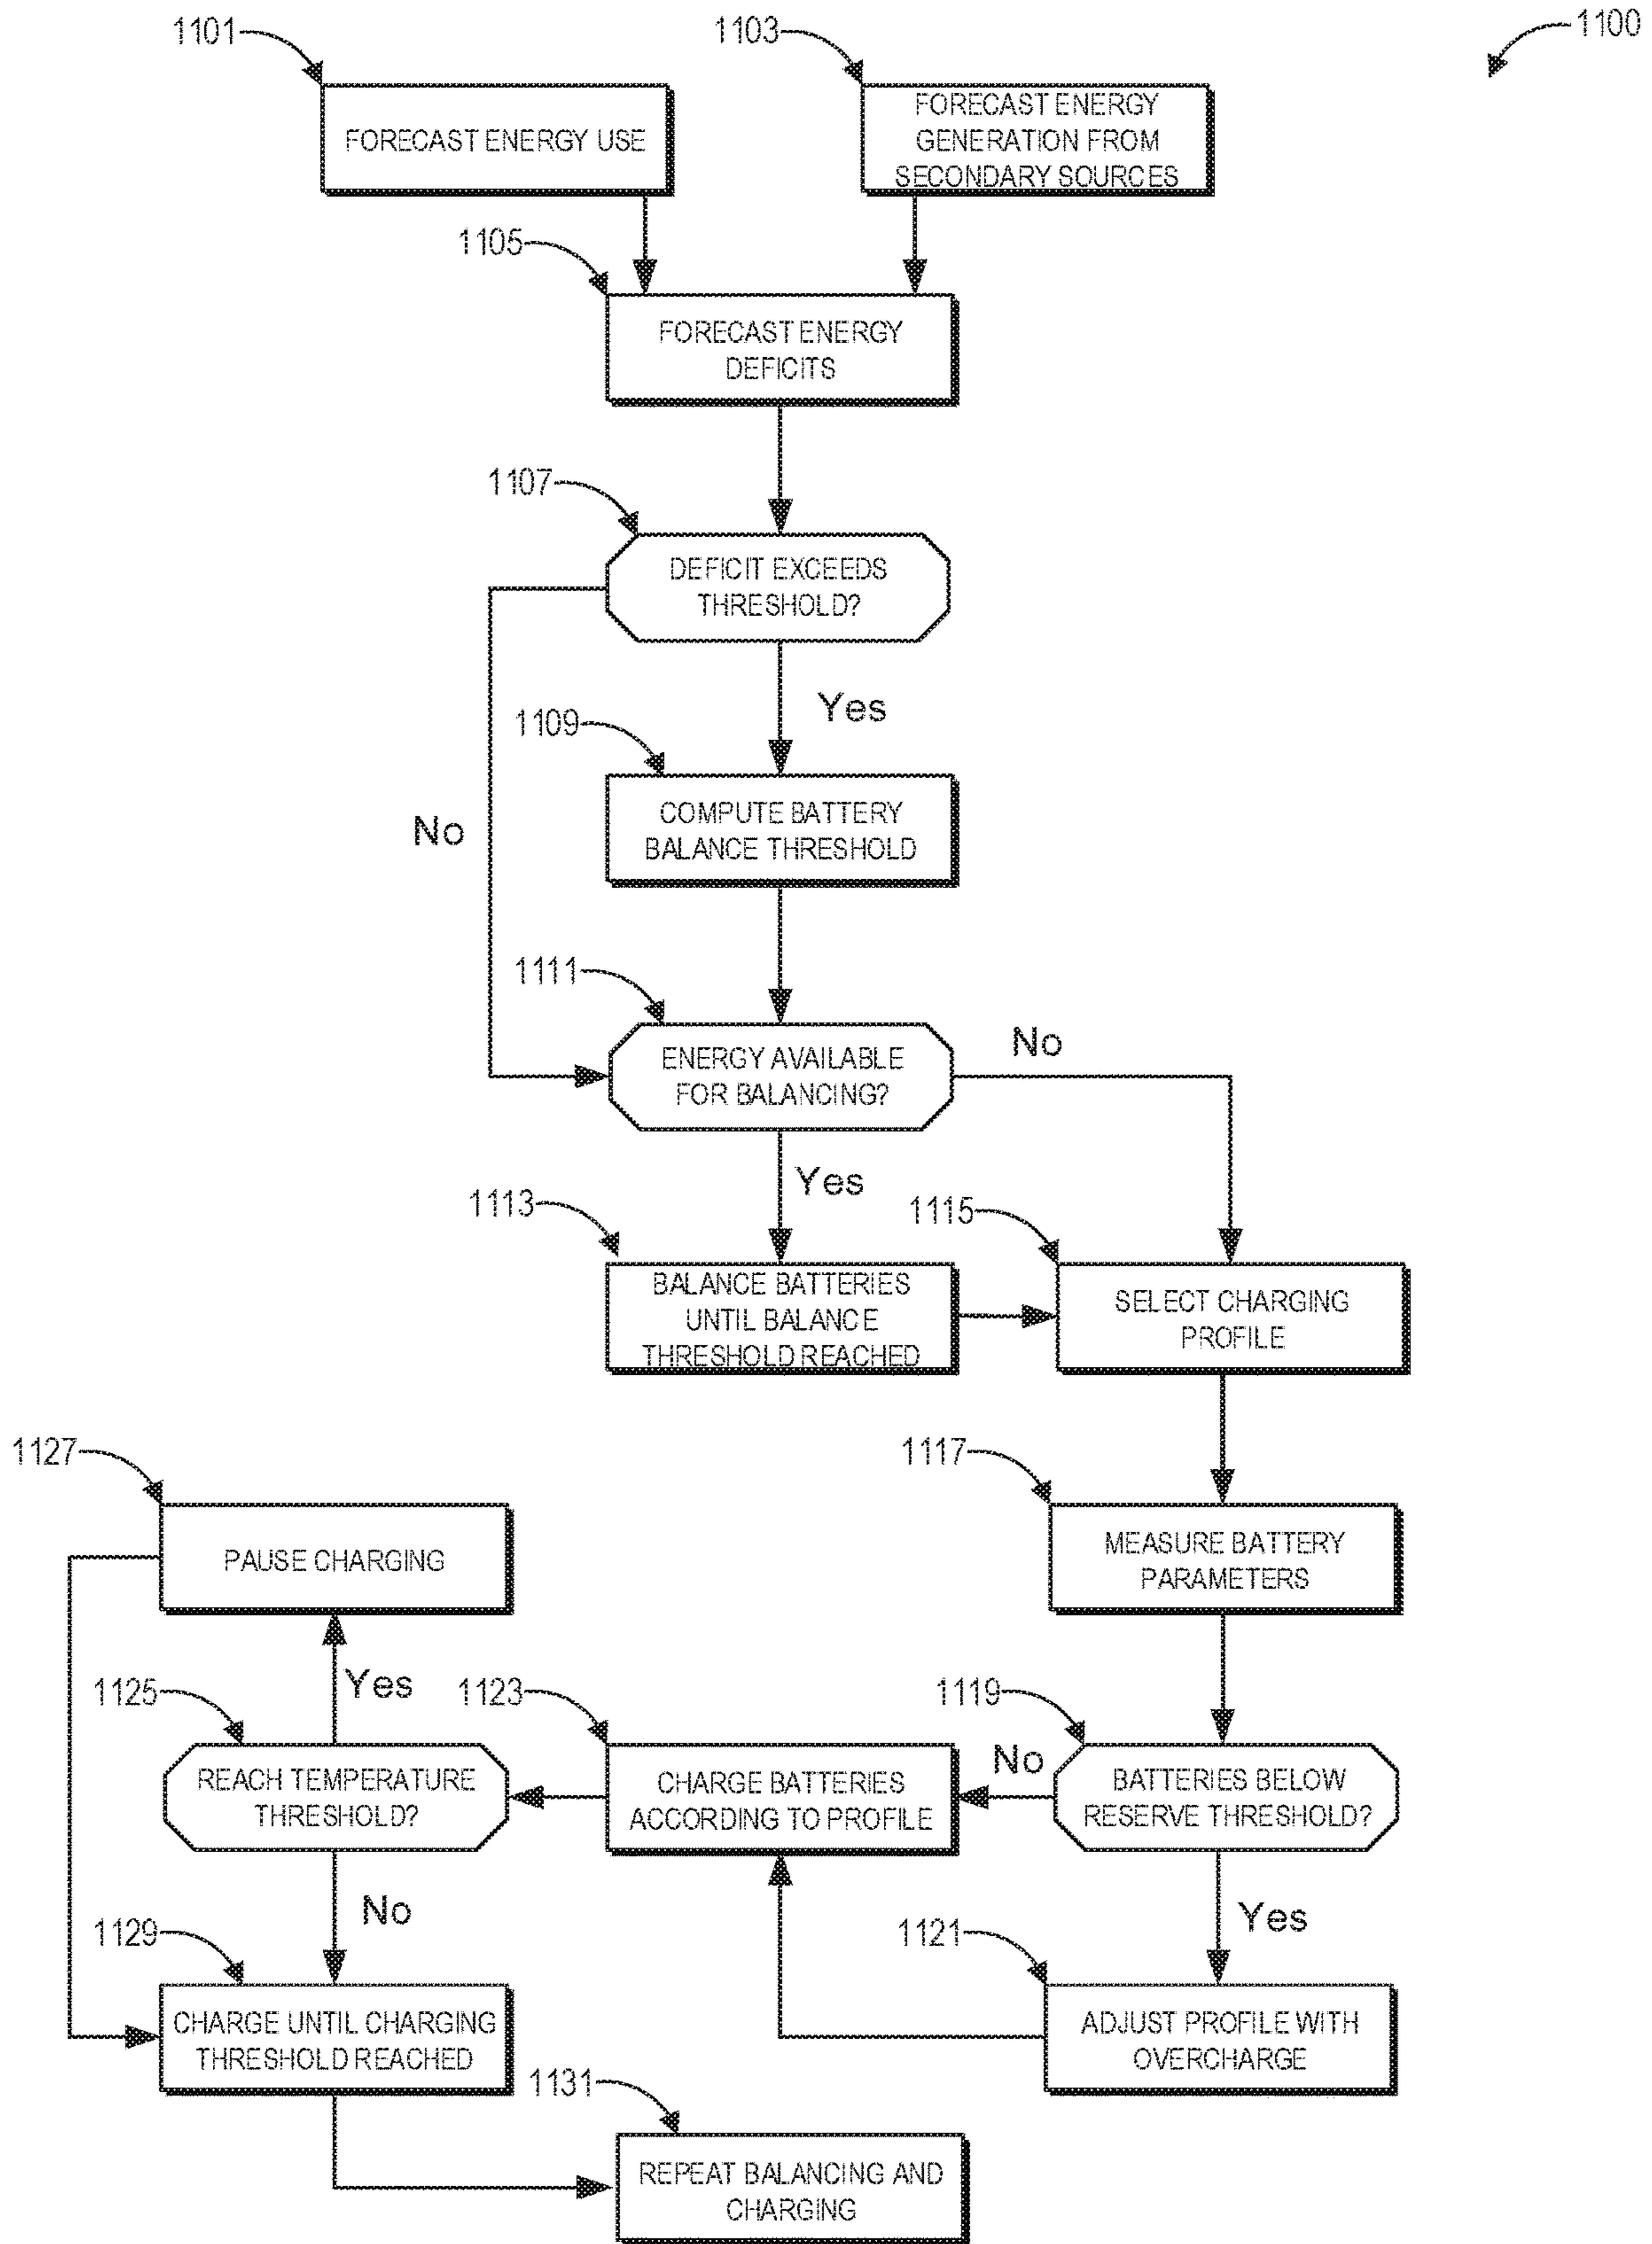 1100
1101
1103
FORECAST ENERGY USE
FORECAST ENERGY
GENERATION FROM
SECONDARY SOURCES
1105
FORECAST ENERGY
DEFICITS
1107
DEFICIT EXCEEDS
THRESHOLD?
Yes
No
1109
COMPUTE BATTERY
BALANCE THRESHOLD
1111
ENERGY AVAILABLE
FOR BALANCING?
No
Yes
1113
BALANCE BATTERIES
UNTIL BALANCE
THRESHOLD REACHED
1115
SELECT CHARGING
PROFILE
1117
MEASURE BATTERY
PARAMETERS
1119
BATTERIES BELOW
RESERVE THRESHOLD?
No
Yes
1121
ADJUST PROFILE WITH
OVERCHARGE
1123
CHARGE BATTERIES
ACCORDING TO PROFILE
1125
REACH TEMPERATURE
THRESHOLD?
Yes
No
1127
PAUSE CHARGING
1129
CHARGE UNTIL CHARGING
THRESHOLD REACHED
1131
REPEAT BALANCING AND
CHARGING